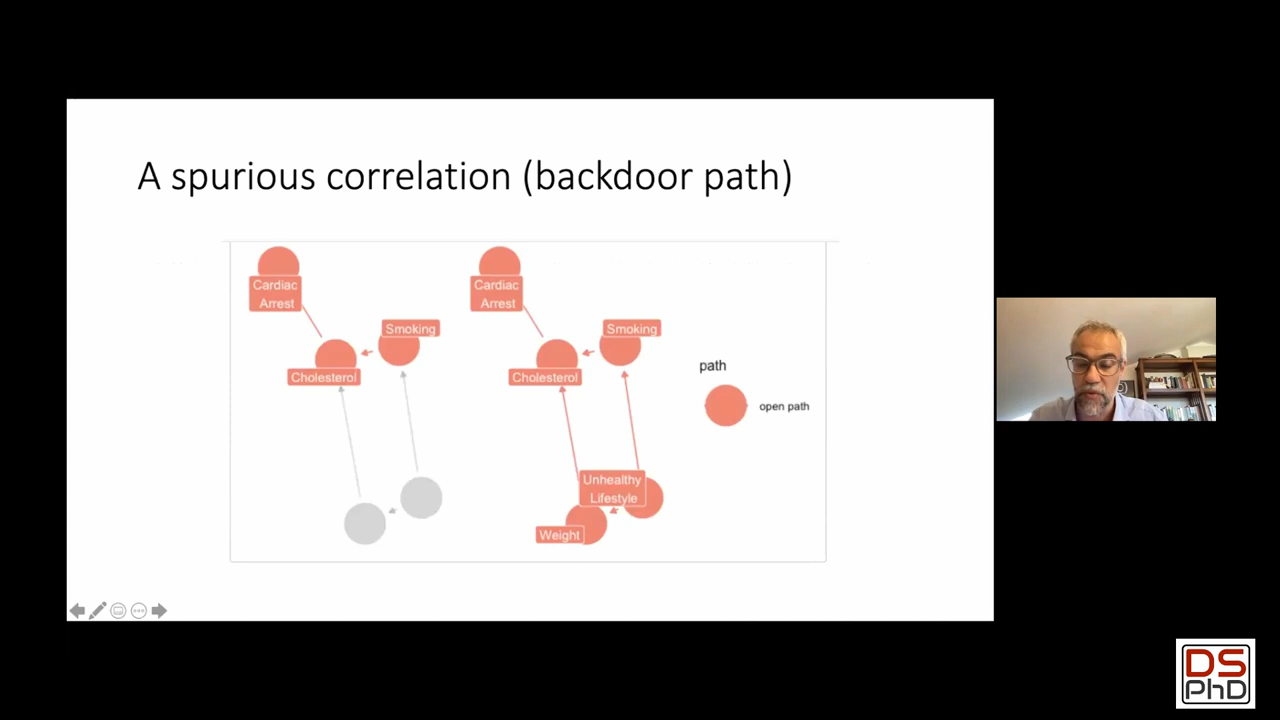 A spurious correlation (backdoor path)
Cardiac
Arrest
Smoking
Cholesterol
Cardiac
Arrest
Smoking
Cholesterol
Unhealthy
Lifestyle
Weight
path
open path
DS
PhD